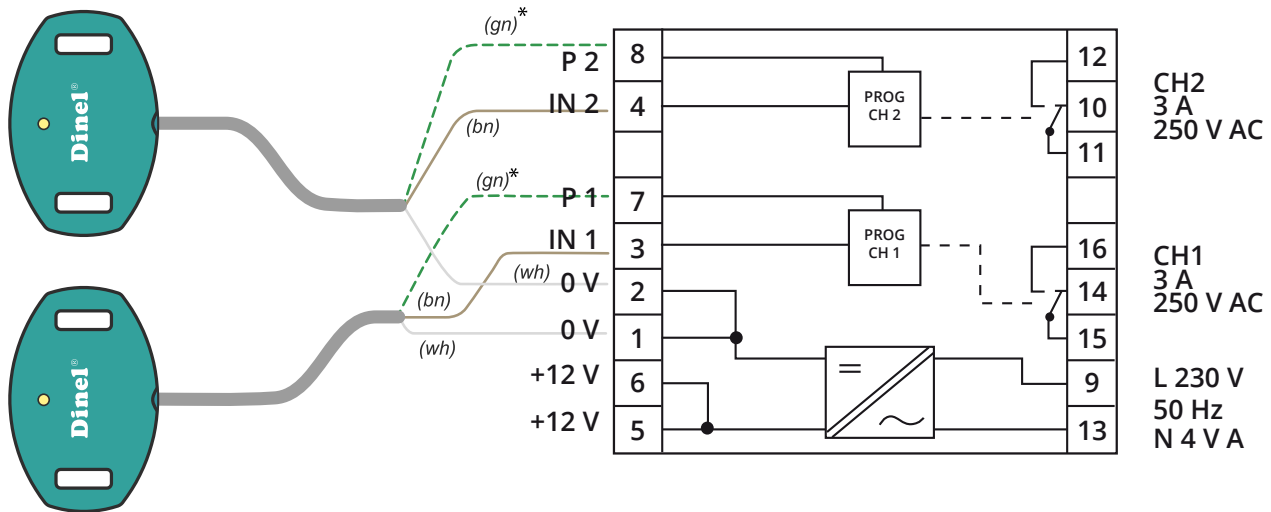 Dinel®
(gn)*
P 2
IN 2
(bn)
(gn)*
P 1
IN 1
(wh) 0 V
(bn)
0 V
(wh)
+12 V
+12 V
Dinel®
8
4
7
3
2
1
6
5
PROG
CH 2
PROG
CH 1
12
10
11
16
14
15
9
13
CH2
3 A
250 V AC
CH1
3 A
250 V AC
L 230 V
50 Hz
N 4 V A